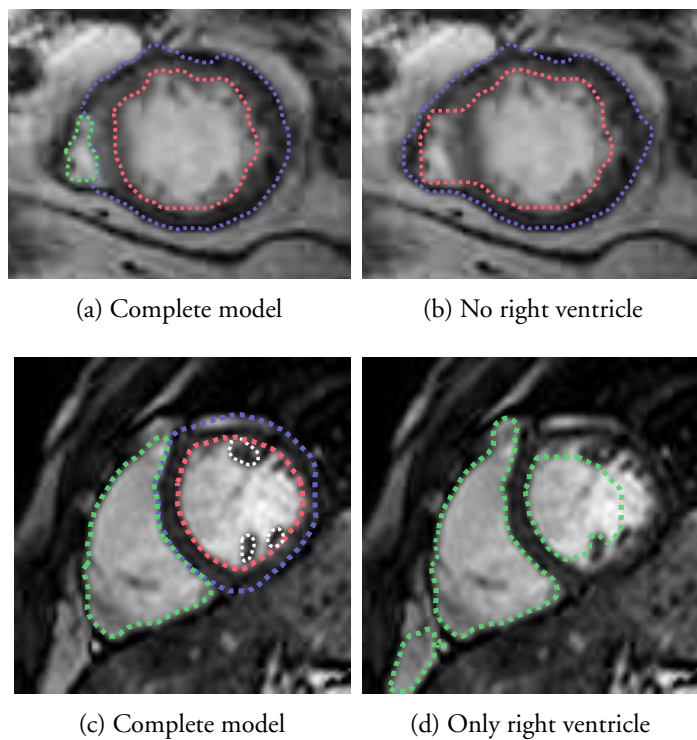 (a) Complete model
(b) No right ventricle
(c) Complete model
(d) Only right ventricle